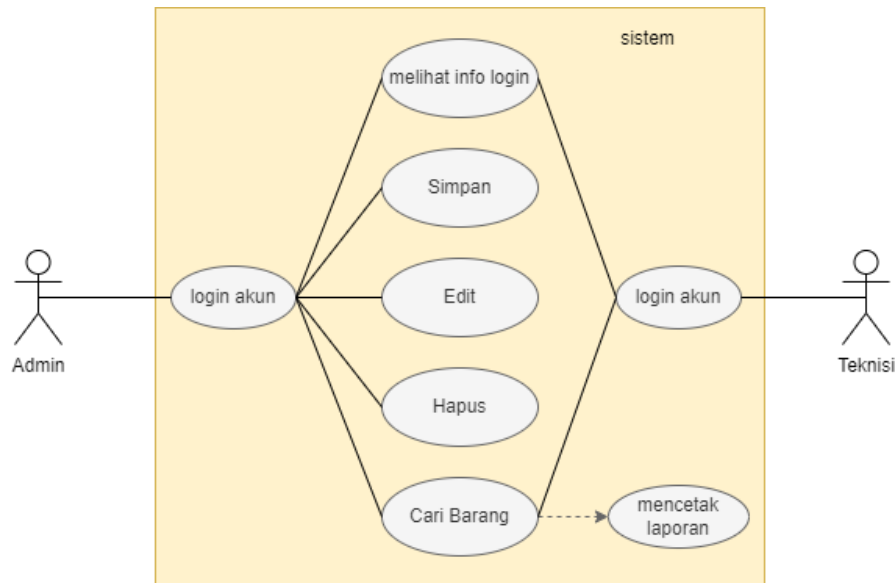 sistem
melihat info login
Simpan
login akun
Edit
login akun
Admin
Teknisi
Hapus
Cari Barang
mencetak
laporan